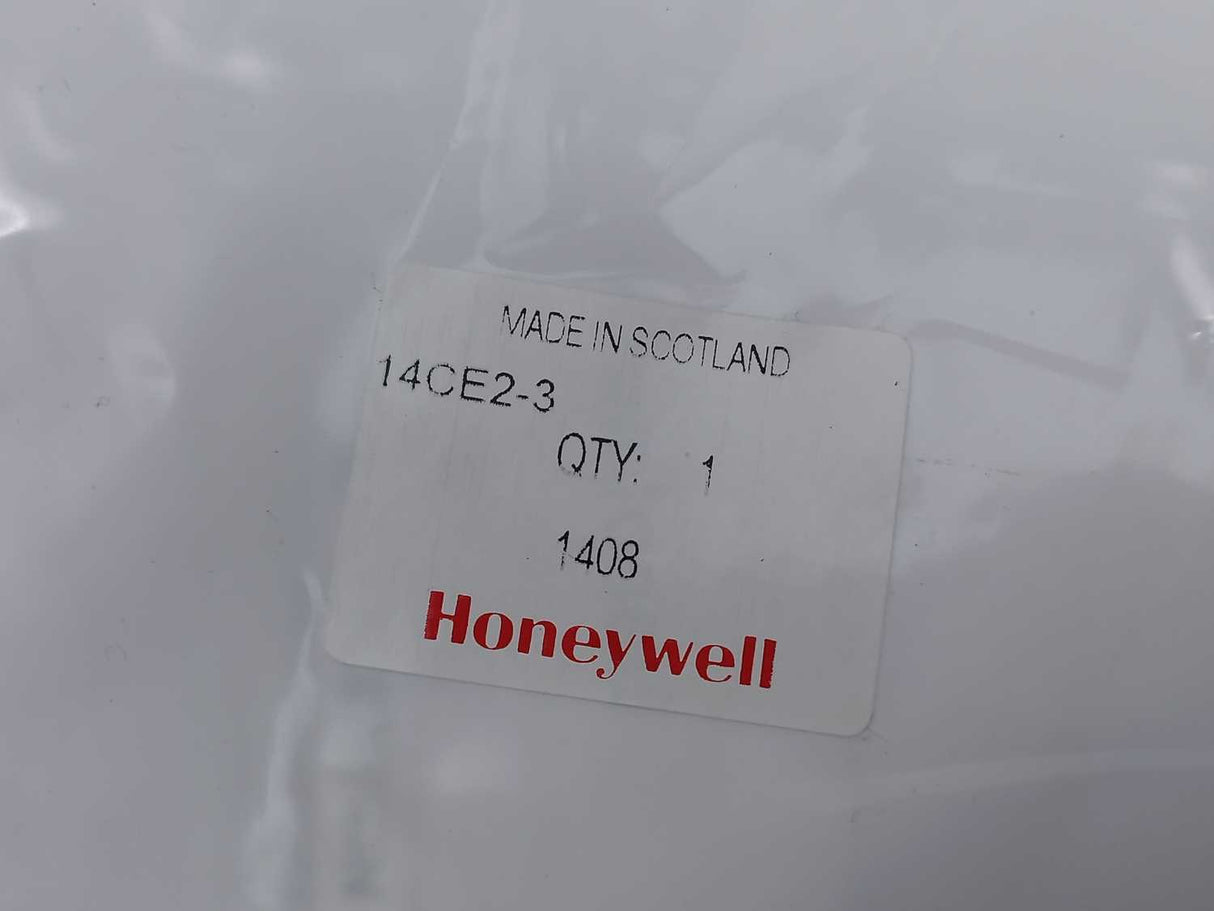 MADE IN SCOTLAND
14CE2-3
QTY: 1
1408
Honeywell